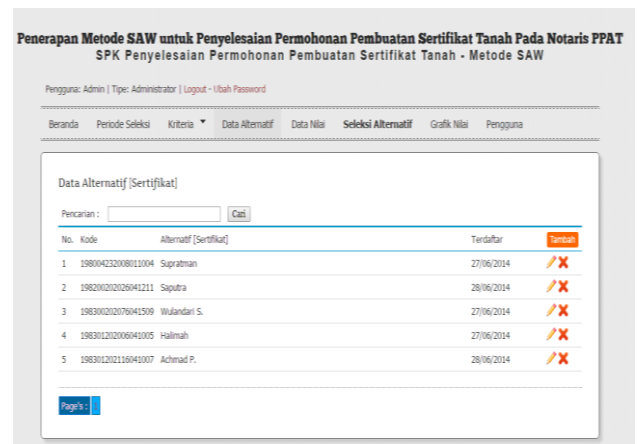 Penerapan Metode SAW untuk Penyelesaian Permohonan Pembuatan Sertifikat Tanah Pada Notaris PPAT
SPK Penyelesaian Permohonan Pembuatan Sertifikat Tanah - Metode SAW
Pengguna: Admin | Tipe: Administrator | Logout - Ubah Password
Beranda Periode Seleksi Kriteria Data Alternatif Data Nilai Seleksi Alternatif Grafik Nilai Pengguna
Data Alternatif [Sertifikat]
Pencarian : Cari
No. Kode Alternatif [Sertifikat] Terdaftar Tambah
1 198004232008011004 Supratman 27/06/2014
2 198200202026041211 Saputra 28/06/2014
3 198300202076041509 Wulandari S. 27/06/2014
4 198301202006041005 Halimah 27/06/2014
5 198301202116041007 Achmad P. 28/06/2014
Page's :